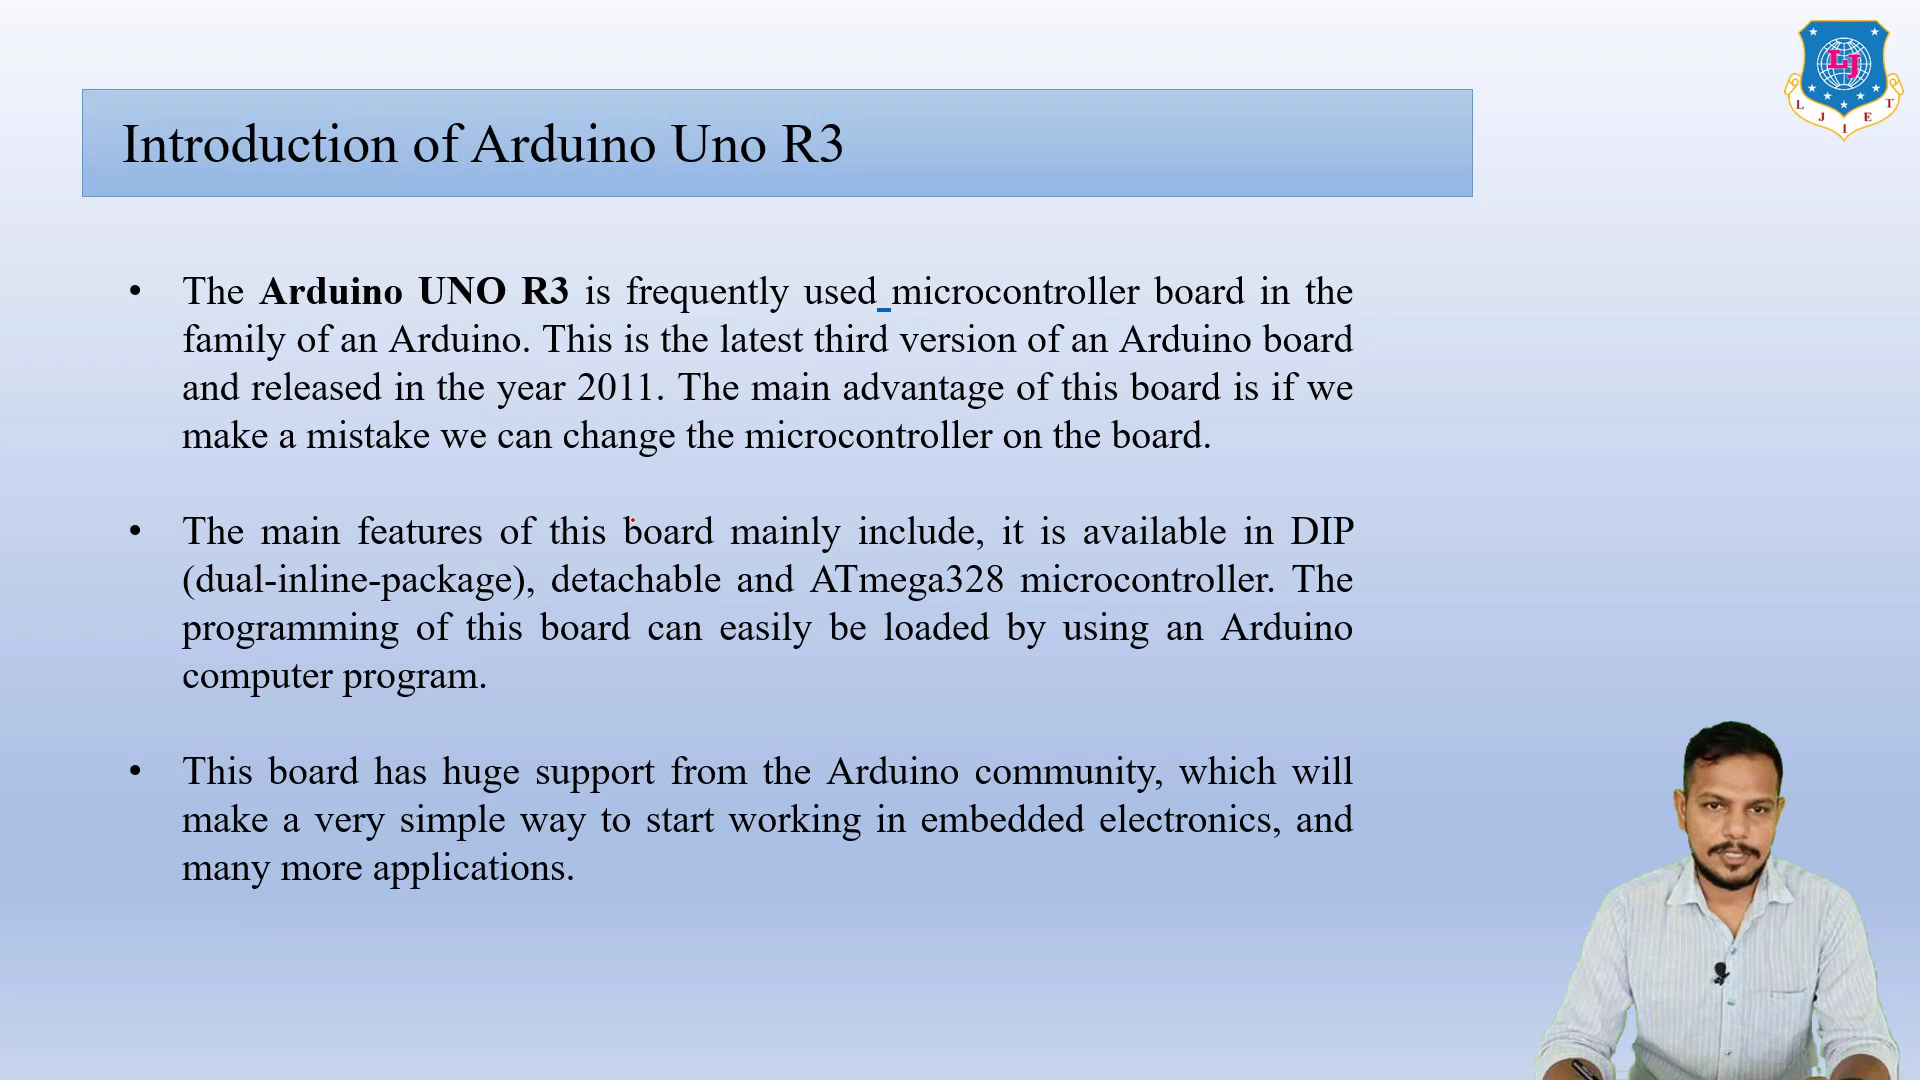 LJ
L J I E T
Introduction of Arduino Uno R3
• The Arduino UNO R3 is frequently used microcontroller board in the
family of an Arduino. This is the latest third version of an Arduino board
and released in the year 2011. The main advantage of this board is if we
make a mistake we can change the microcontroller on the board.
• The main features of this board mainly include, it is available in DIP
(dual-inline-package), detachable and ATmega328 microcontroller. The
programming of this board can easily be loaded by using an Arduino
computer program.
• This board has huge support from the Arduino community, which will
make a very simple way to start working in embedded electronics, and
many more applications.